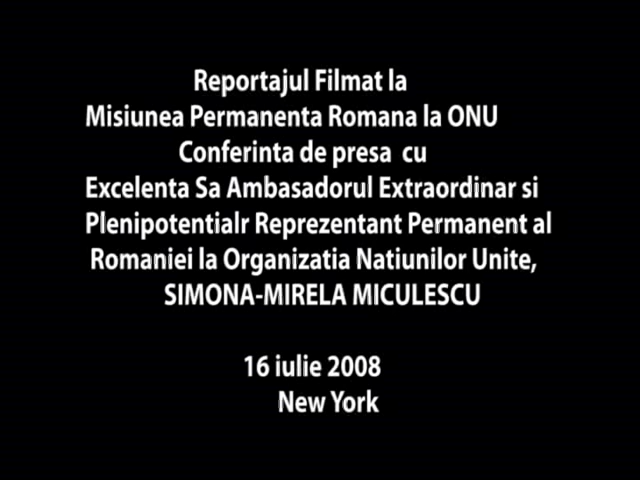 Reportajul Filmat la
Misiunea Permanenta Romana la ONU
Conferinta de presa cu
Excelenta Sa Ambasadorul Extraordinar si
Plenipotentialr Reprezentant Permanent al
Romaniei la Organizatia Natiunilor Unite,
SIMONA-MIRELA MICULESCU
16 iulie 2008
New York